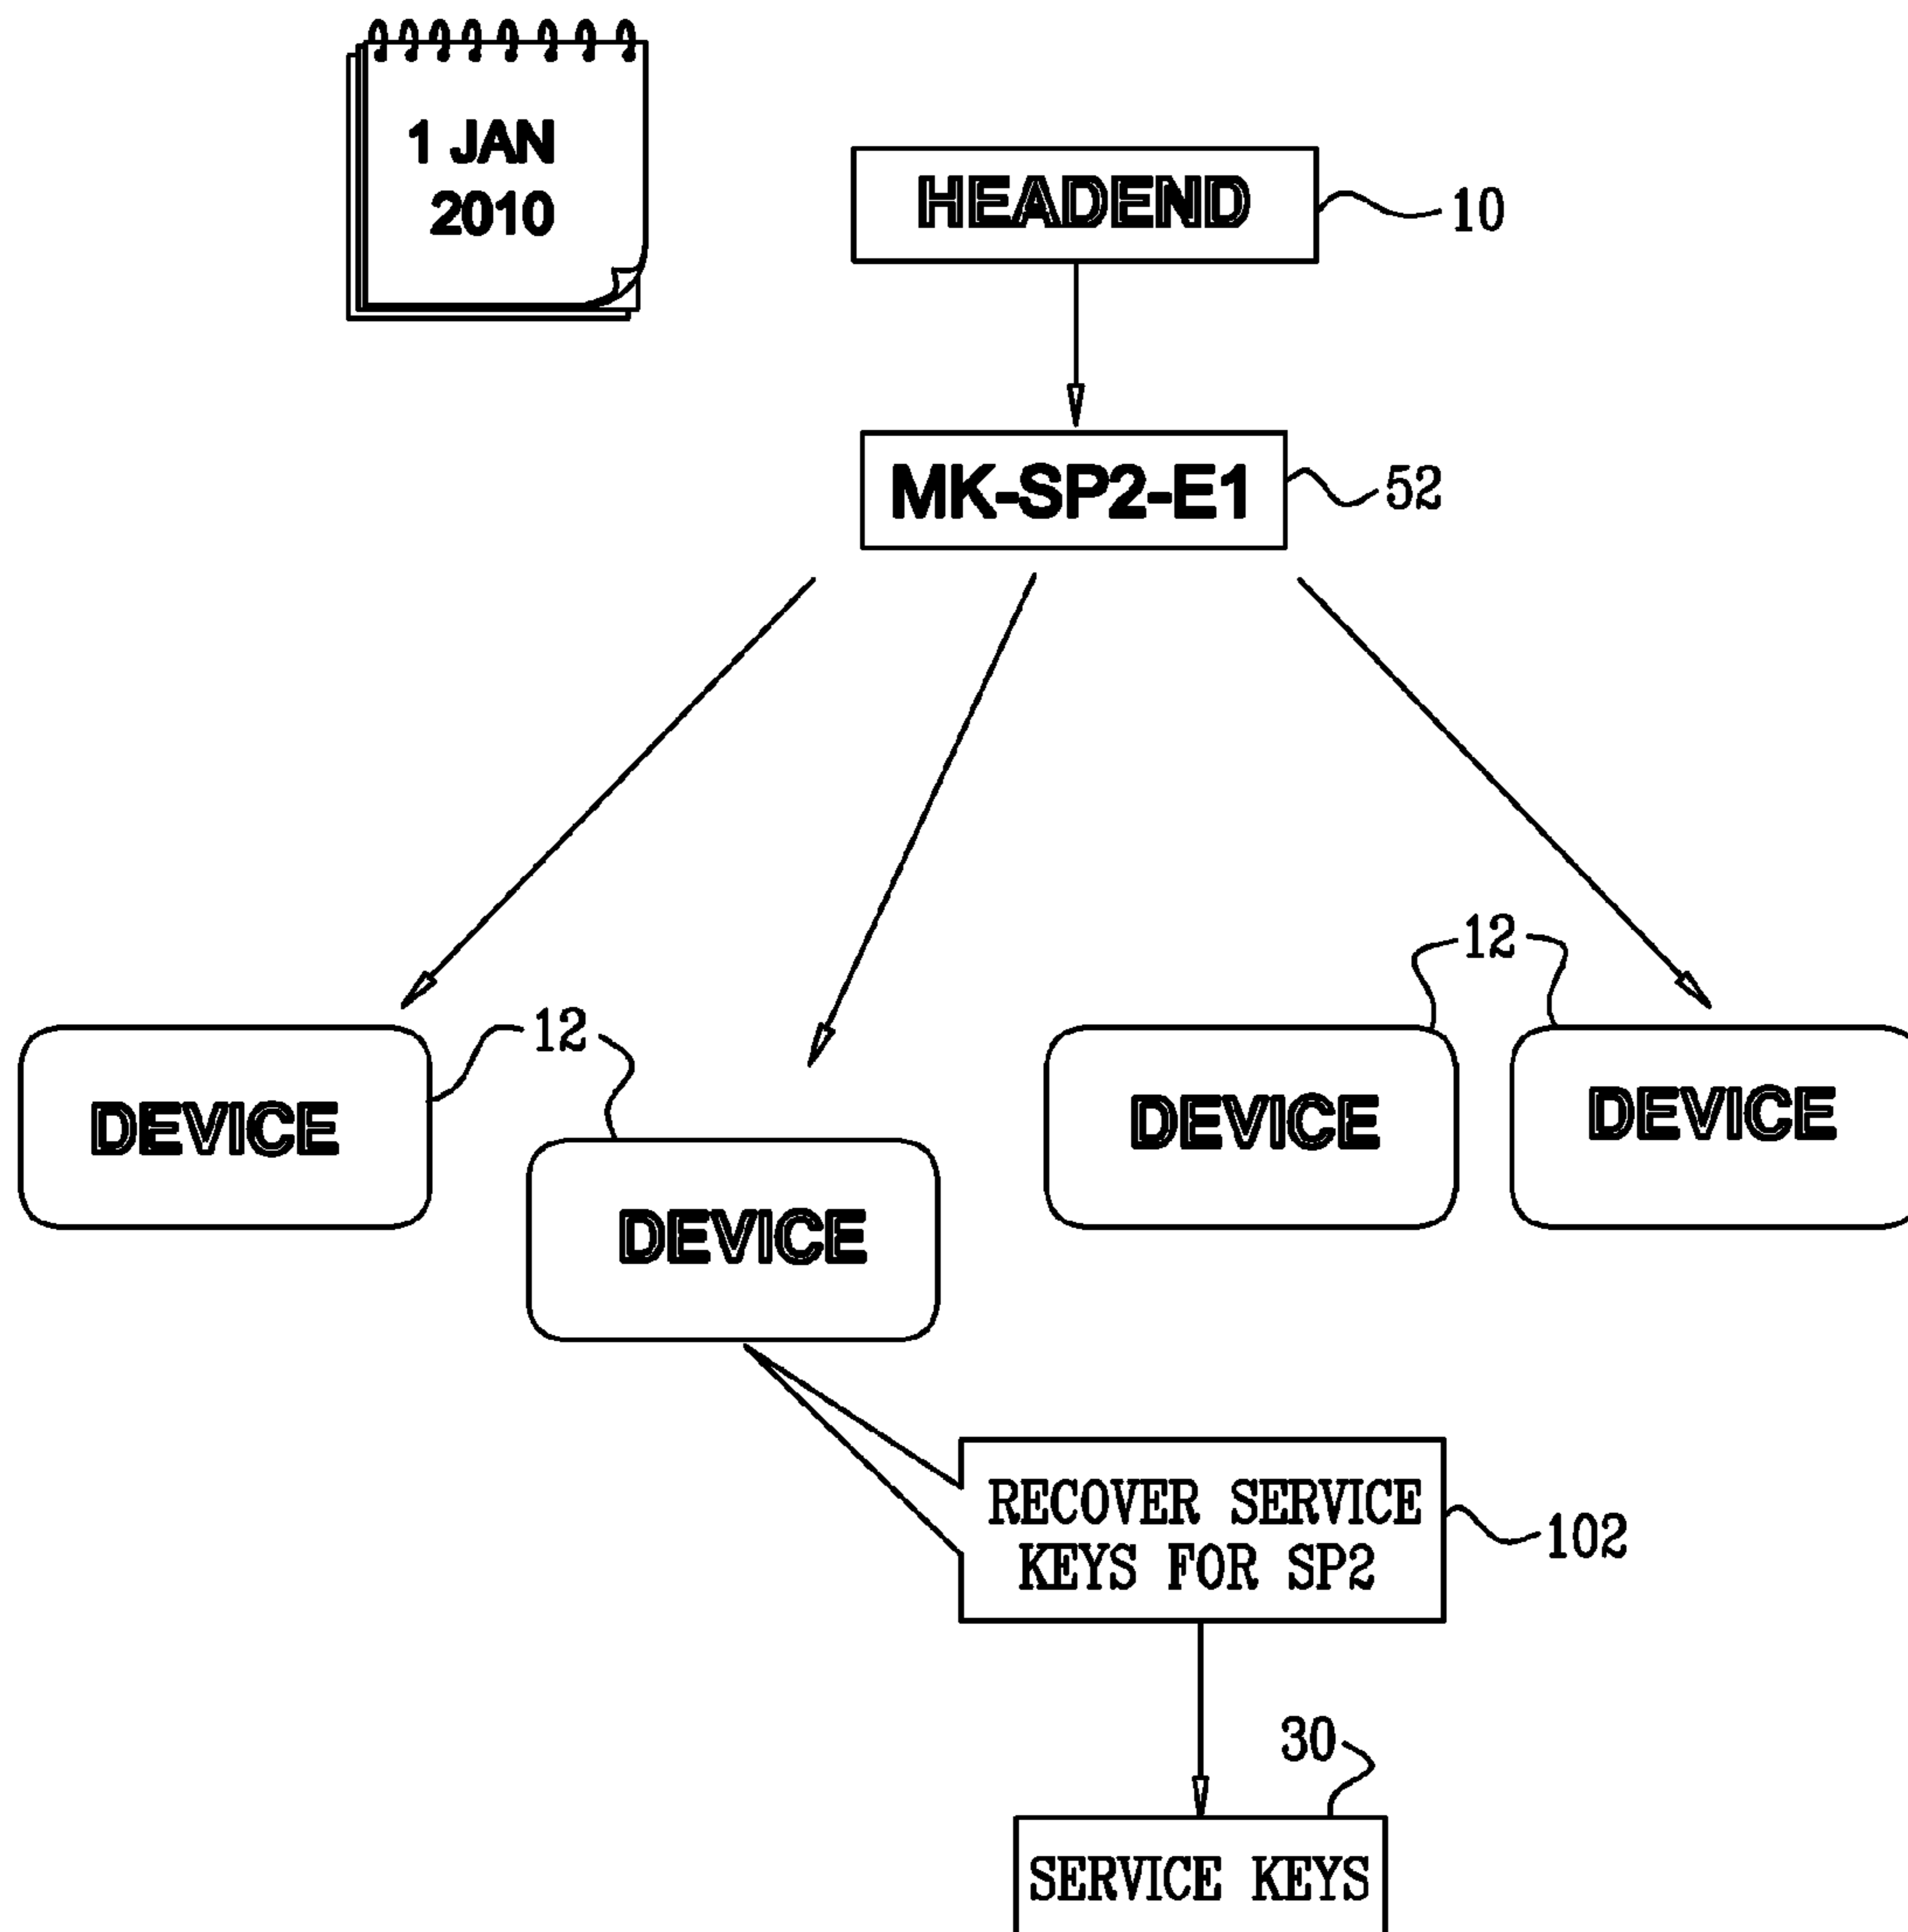 1 JAN
2010
HEADEND
10
MK-SP2-E1
52
12
12
DEVICE
DEVICE
DEVICE
DEVICE
RECOVER SERVICE
KEYS FOR SP2
102
30
SERVICE KEYS